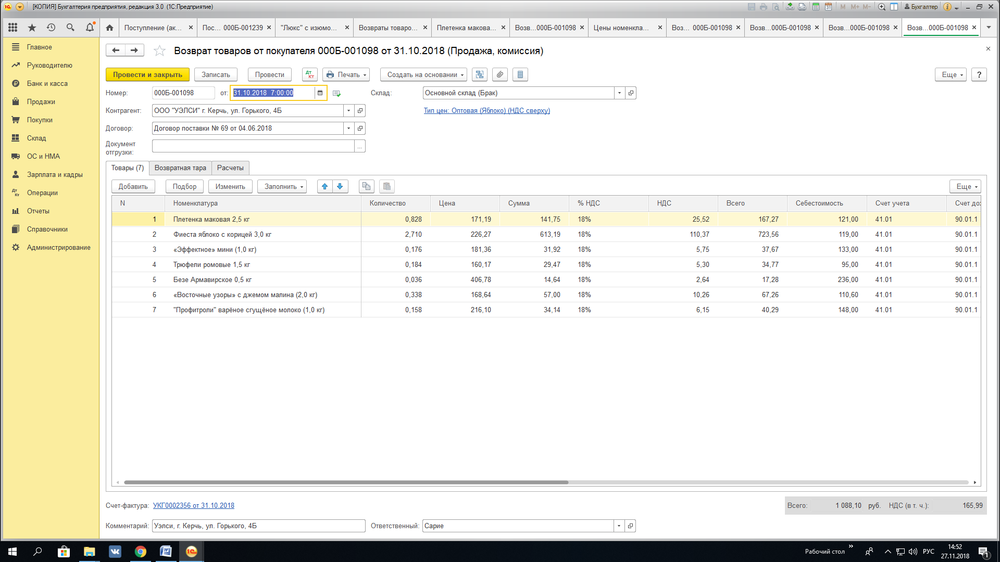 [КОПИЯ] Бухгалтерия предприятия, редакция 3.0 (1С:Предприятие)
M M+ M- Бухгалтер
Поступление (ак... Пос... 000Б-001239 "Люкс" с изюмо... Возвраты товаро... Плетенка макова... Возв...000Б-001098 Цены номенкла... Воз... 000Б-001098 Возв...000Б-001098 Возв...000Б-001098 Возв...000Б-001098
Главное
Руководителю
Банк и касса
Продажи
Покупки
Склад
ОС и НМА
Зарплата и кадры
Операции
Отчеты
Справочники
Администрирование
Возврат товаров от покупателя 000Б-001098 от 31.10.2018 (Продажа, комиссия)
Провести и закрыть Записать Провести Дт Кт Печать Создать на основании Еще ?
Номер: 000Б-001098 от: 31.10.2018 7:00:00 Склад: Основной склад (Брак)
Контрагент: ООО "УЭЛСИ" г. Керчь, ул. Горького, 4Б Тип цен: Оптовая (Яблоко) (НДС сверху)
Договор: Договор поставки № 69 от 04.06.2018
Документ отгрузки: ...
Товары (7) Возвратная тара Расчеты
Добавить Подбор Изменить Заполнить Еще
N Номенклатура Количество Цена Сумма % НДС НДС Всего Себестоимость Счет учета Счет до
1 Плетенка маковая 2,5 кг 0,828 171,19 141,75 18% 25,52 167,27 121,00 41.01 90.01.1
2 Фиеста яблоко с корицей 3,0 кг 2,710 226,27 613,19 18% 110,37 723,56 119,00 41.01 90.01.1
3 «Эффектное» мини (1,0 кг) 0,176 181,36 31,92 18% 5,75 37,67 133,00 41.01 90.01.1
4 Трюфели ромовые 1,5 кг 0,184 160,17 29,47 18% 5,30 34,77 95,00 41.01 90.01.1
5 Безе Армавирское 0,5 кг 0,036 406,78 14,64 18% 2,64 17,28 236,00 41.01 90.01.1
6 «Восточные узоры» с джемом малина (2,0 кг) 0,338 168,64 57,00 18% 10,26 67,26 110,60 41.01 90.01.1
7 "Профитроли" варёное сгущёное молоко (1,0 кг) 0,158 216,10 34,14 18% 6,15 40,29 148,00 41.01 90.01.1
Счет-фактура: УКГ0002356 от 31.10.2018 Всего: 1 088,10 руб. НДС (в т. ч.): 165,99
Комментарий: Уэлси, г. Керчь, ул. Горького, 4Б Ответственный: Сарие
Рабочий стол » РУС 14:52
27.11.2018 1